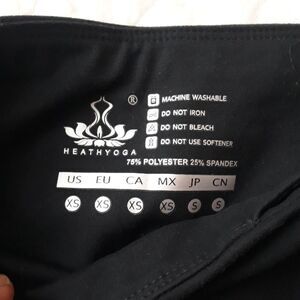 ®
MACHINE WASHABLE
DO NOT IRON
DO NOT BLEACH
DO NOT USE SOFTENER
HEATHYOGA
75% POLYESTER 25% SPANDEX
US EU CA MX JP CN
XS XS XS XS S S